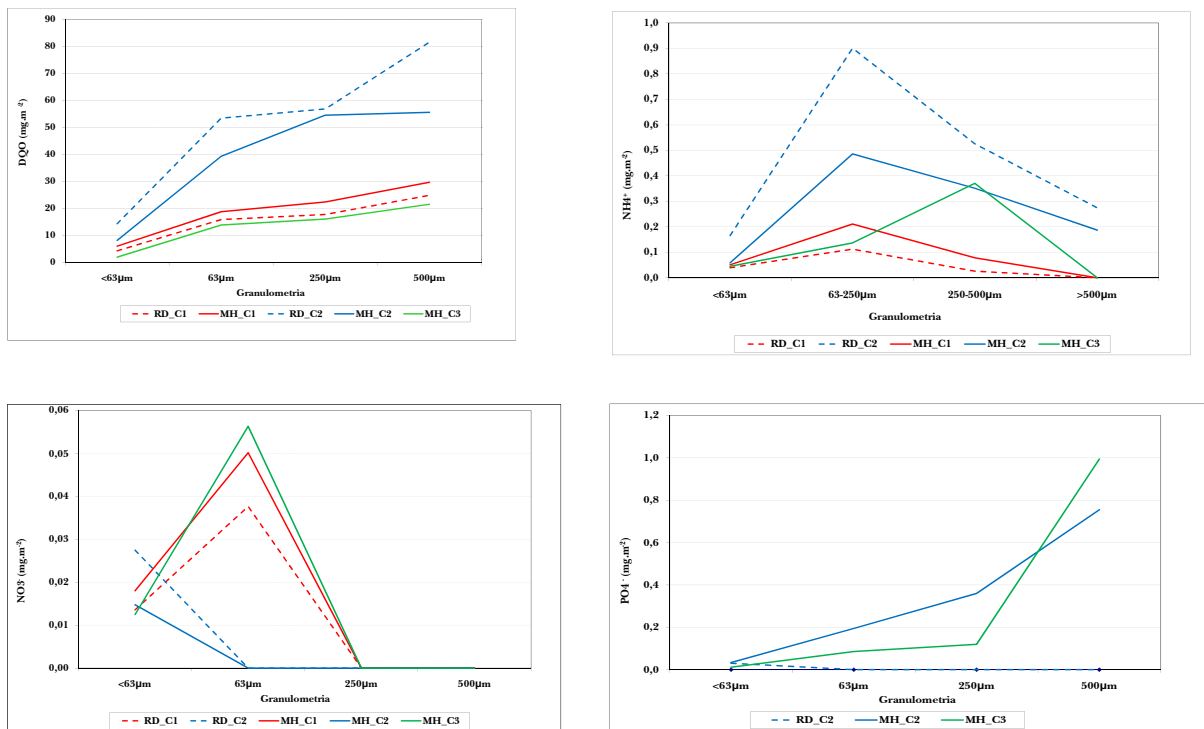 90
80
70
60
50
40
30
20
10
0
DQO (mg.m⁻²)
<63µm 63µm 250µm 500µm
Granulometria
RD_C1 MH_C1 RD_C2 MH_C2 MH_C3
1,0
0,9
0,8
0,7
0,6
0,5
0,4
0,3
0,2
0,1
0,0
NH4⁺ (mg.m⁻²)
<63µm 63-250µm 250-500µm >500µm
Granulometria
RD_C1 RD_C2 MH_C1 MH_C2 MH_C3
0,06
0,05
0,04
0,03
0,02
0,01
0,00
NO3⁻ (mg.m⁻²)
<63µm 63µm 250µm 500µm
Granulometria
RD_C1 RD_C2 MH_C1 MH_C2 MH_C3
1,2
1,0
0,8
0,6
0,4
0,2
0,0
PO4⁻ (mg.m⁻²)
<63µm 63µm 250µm 500µm
Granulometria
RD_C2 MH_C2 MH_C3